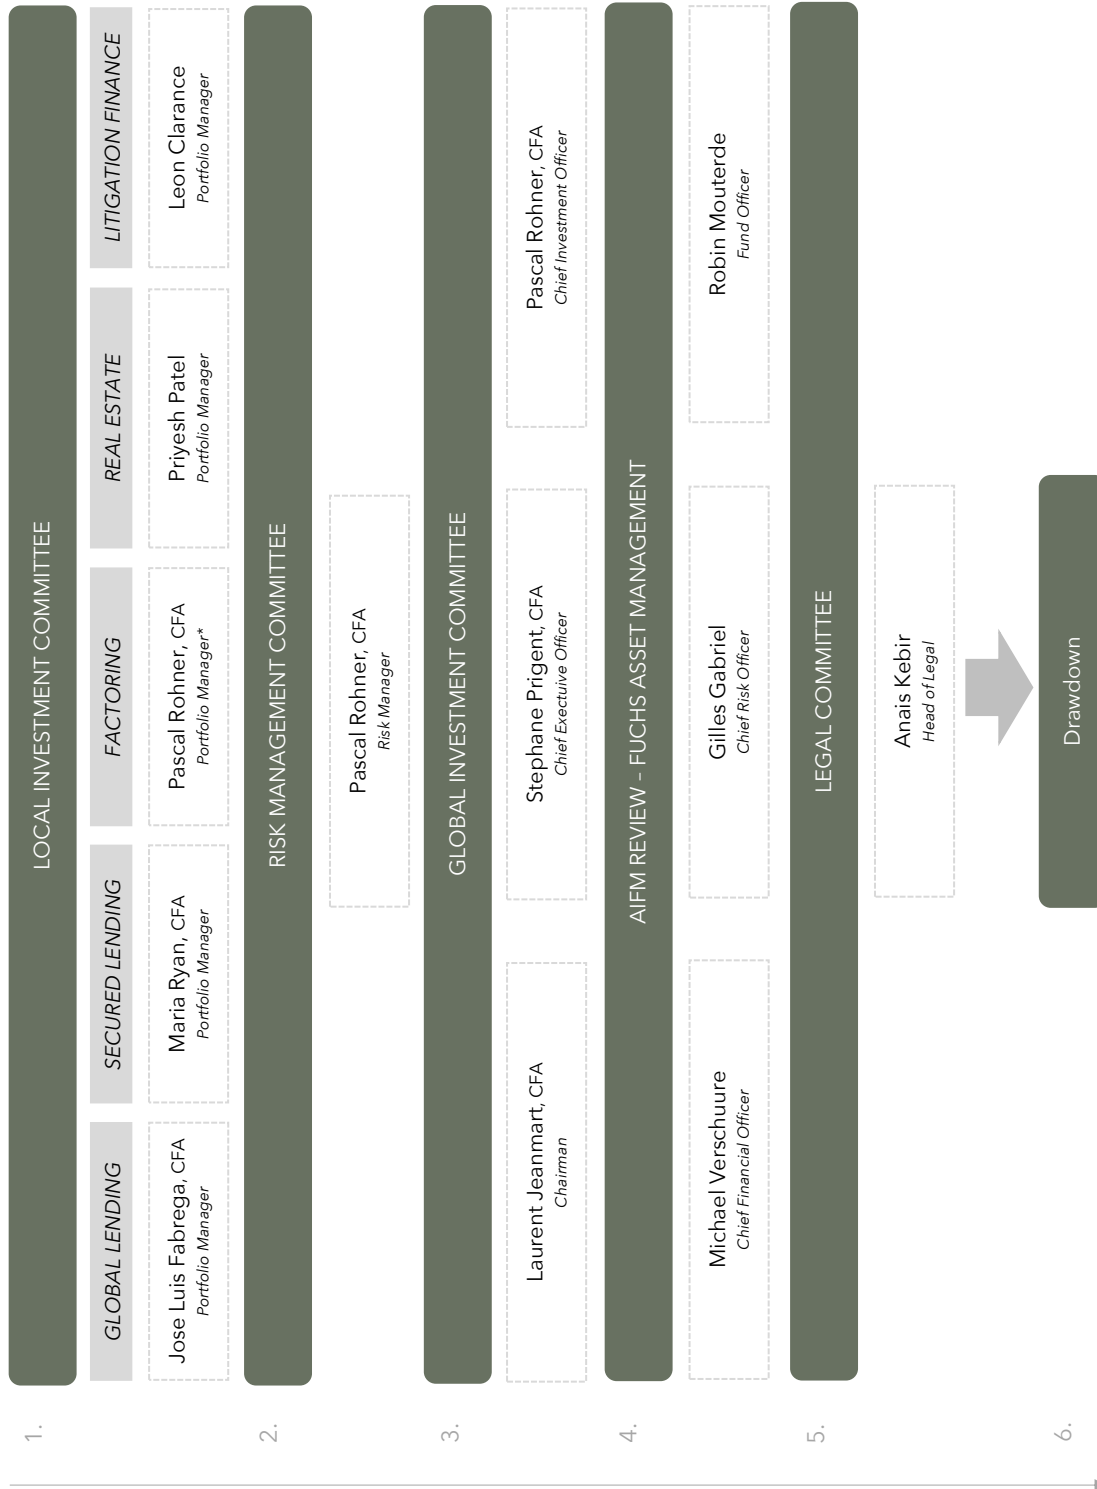 1.
LOCAL INVESTMENT COMMITTEE
GLOBAL LENDING
SECURED LENDING
FACTORING
REAL ESTATE
LITIGATION FINANCE
Jose Luis Fabrega, CFA
Portfolio Manager
Maria Ryan, CFA
Portfolio Manager
Pascal Rohner, CFA
Portfolio Manager*
Priyesh Patel
Portfolio Manager
Leon Clarance
Portfolio Manager
2.
RISK MANAGEMENT COMMITTEE
Pascal Rohner, CFA
Risk Manager
3.
GLOBAL INVESTMENT COMMITTEE
Laurent Jeanmart, CFA
Chairman
Stephane Prigent, CFA
Chief Exectuive Officer
Pascal Rohner, CFA
Chief Investment Officer
4.
AIFM REVIEW – FUCHS ASSET MANAGEMENT
Michael Verschuure
Chief Financial Officer
Gilles Gabriel
Chief Risk Officer
Robin Mouterde
Fund Officer
5.
LEGAL COMMITTEE
Anais Kebir
Head of Legal
6.
Drawdown